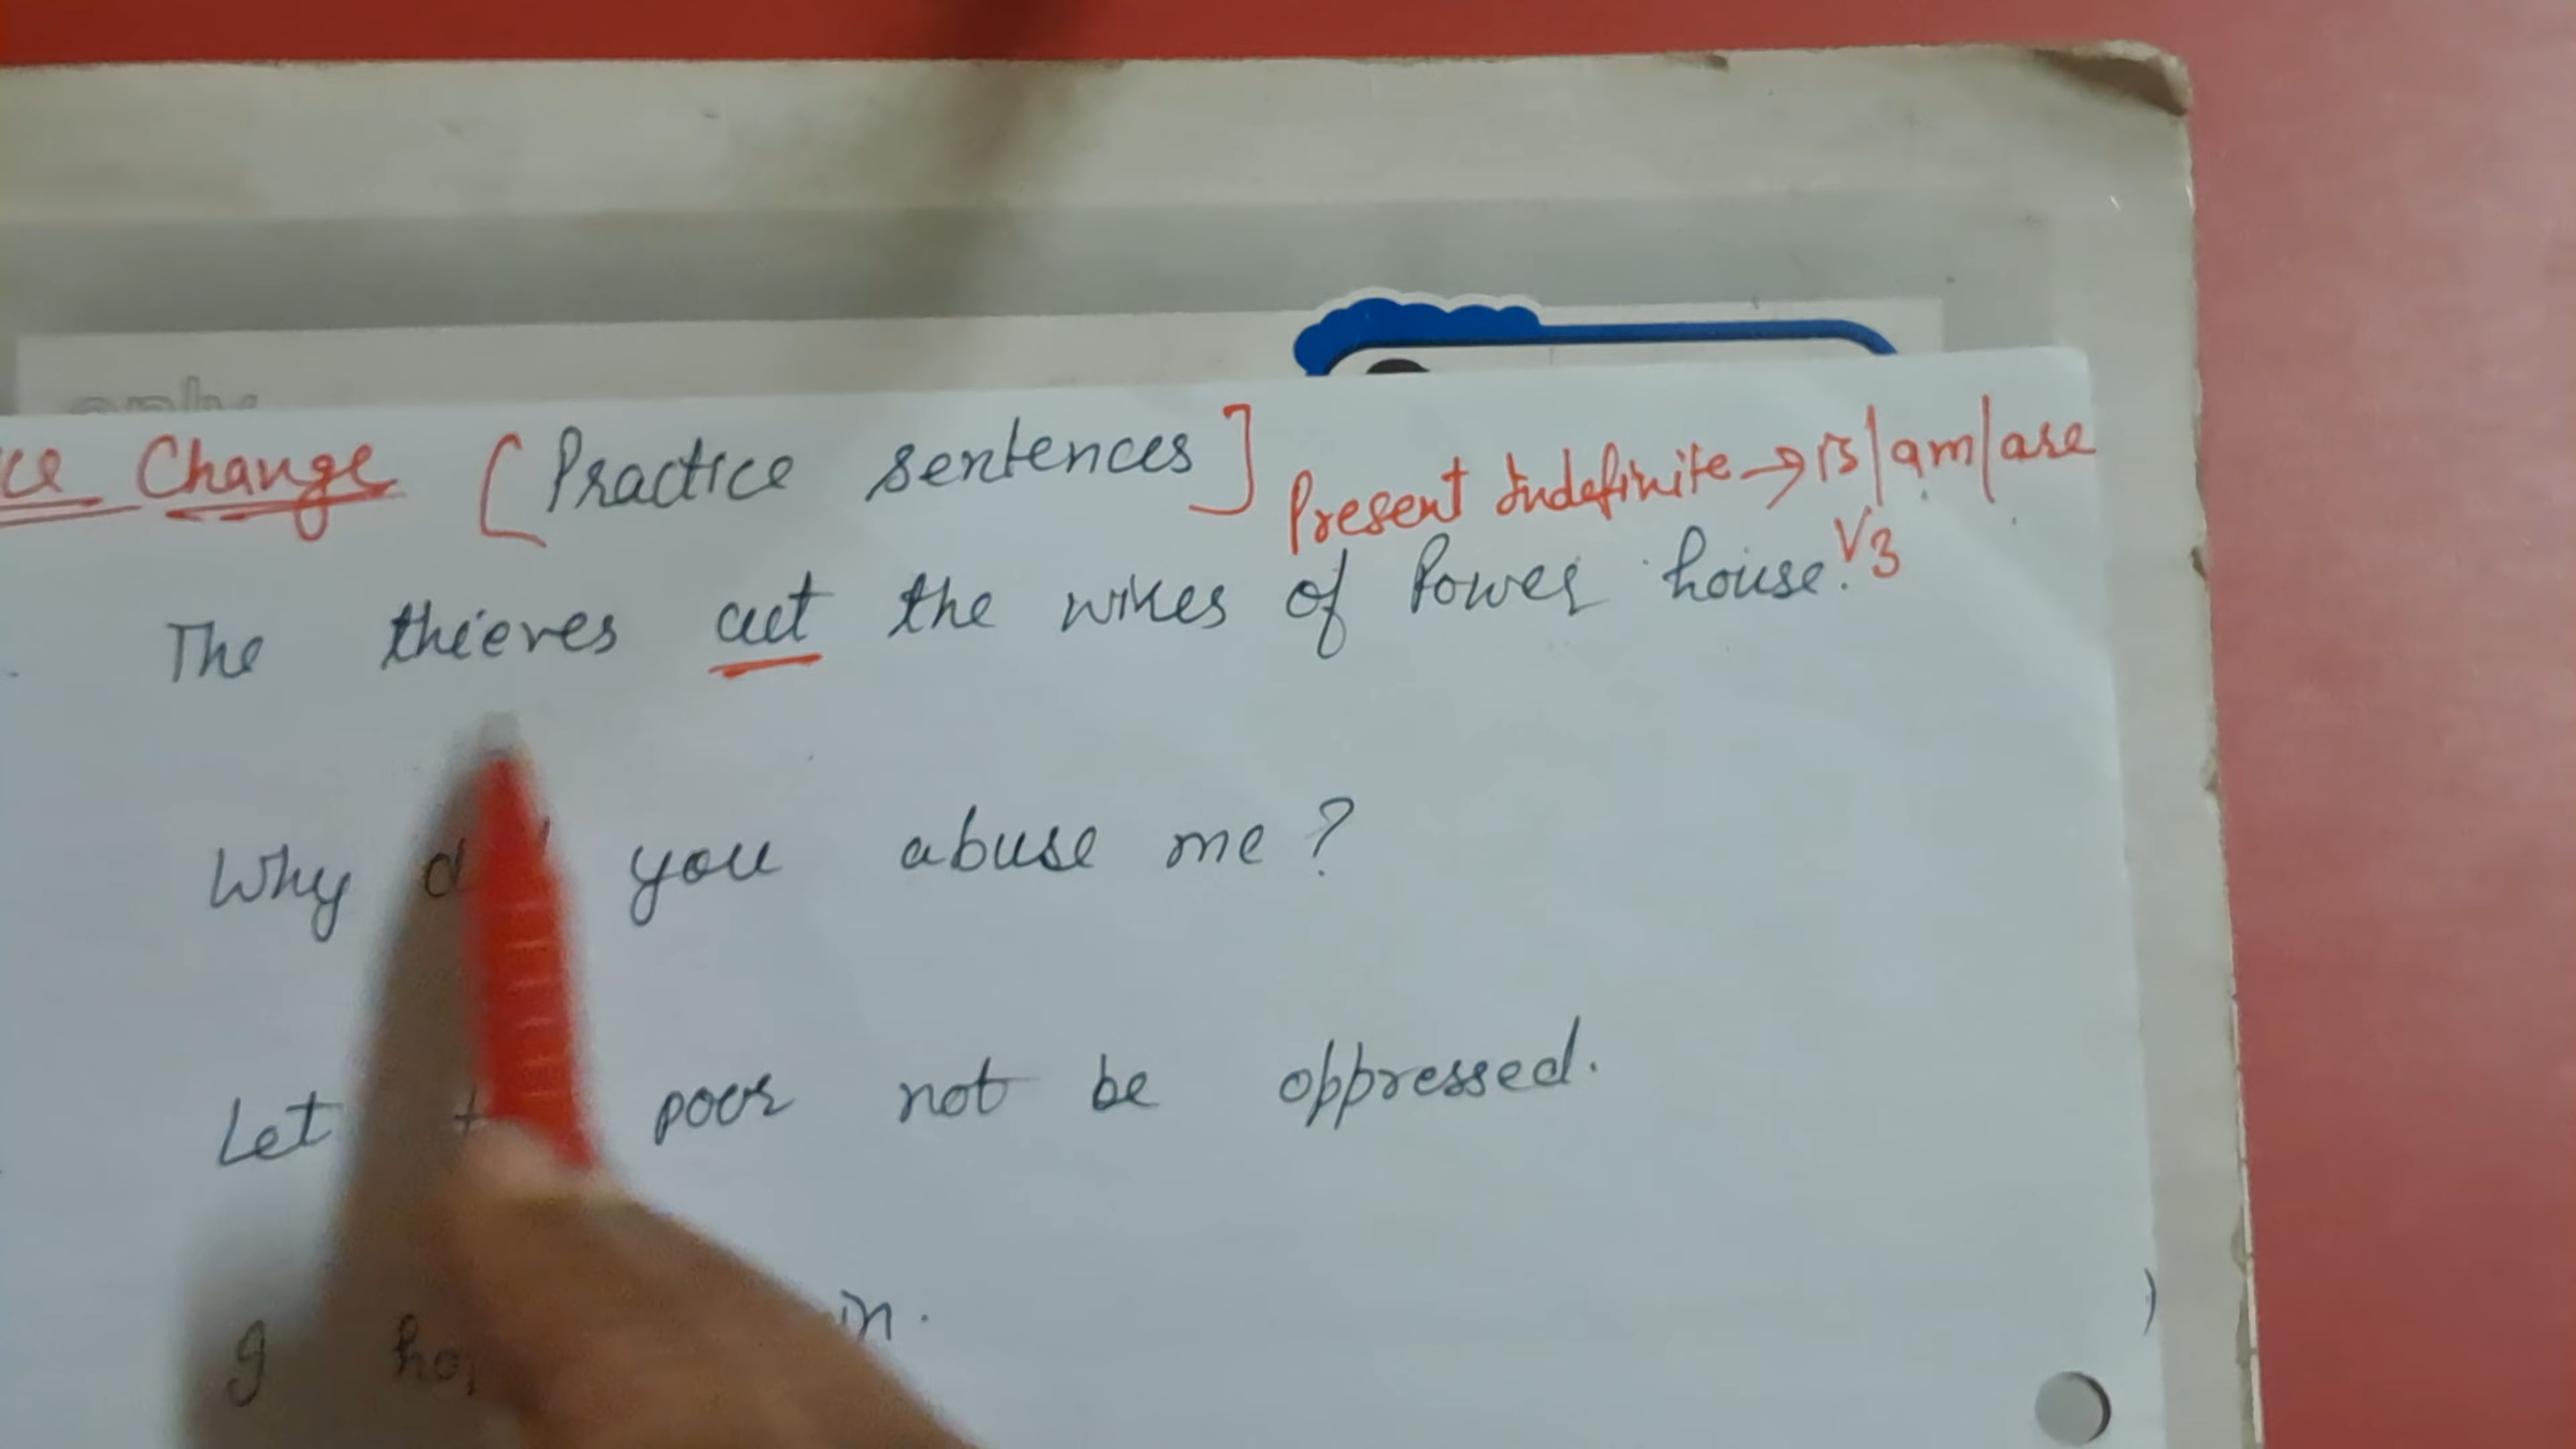 Change [Practice sentences] Present Indefinite → is/am/are
V3
The thieves cut the wires of Power house.
Why you abuse me?
Let poor not be oppressed.
I